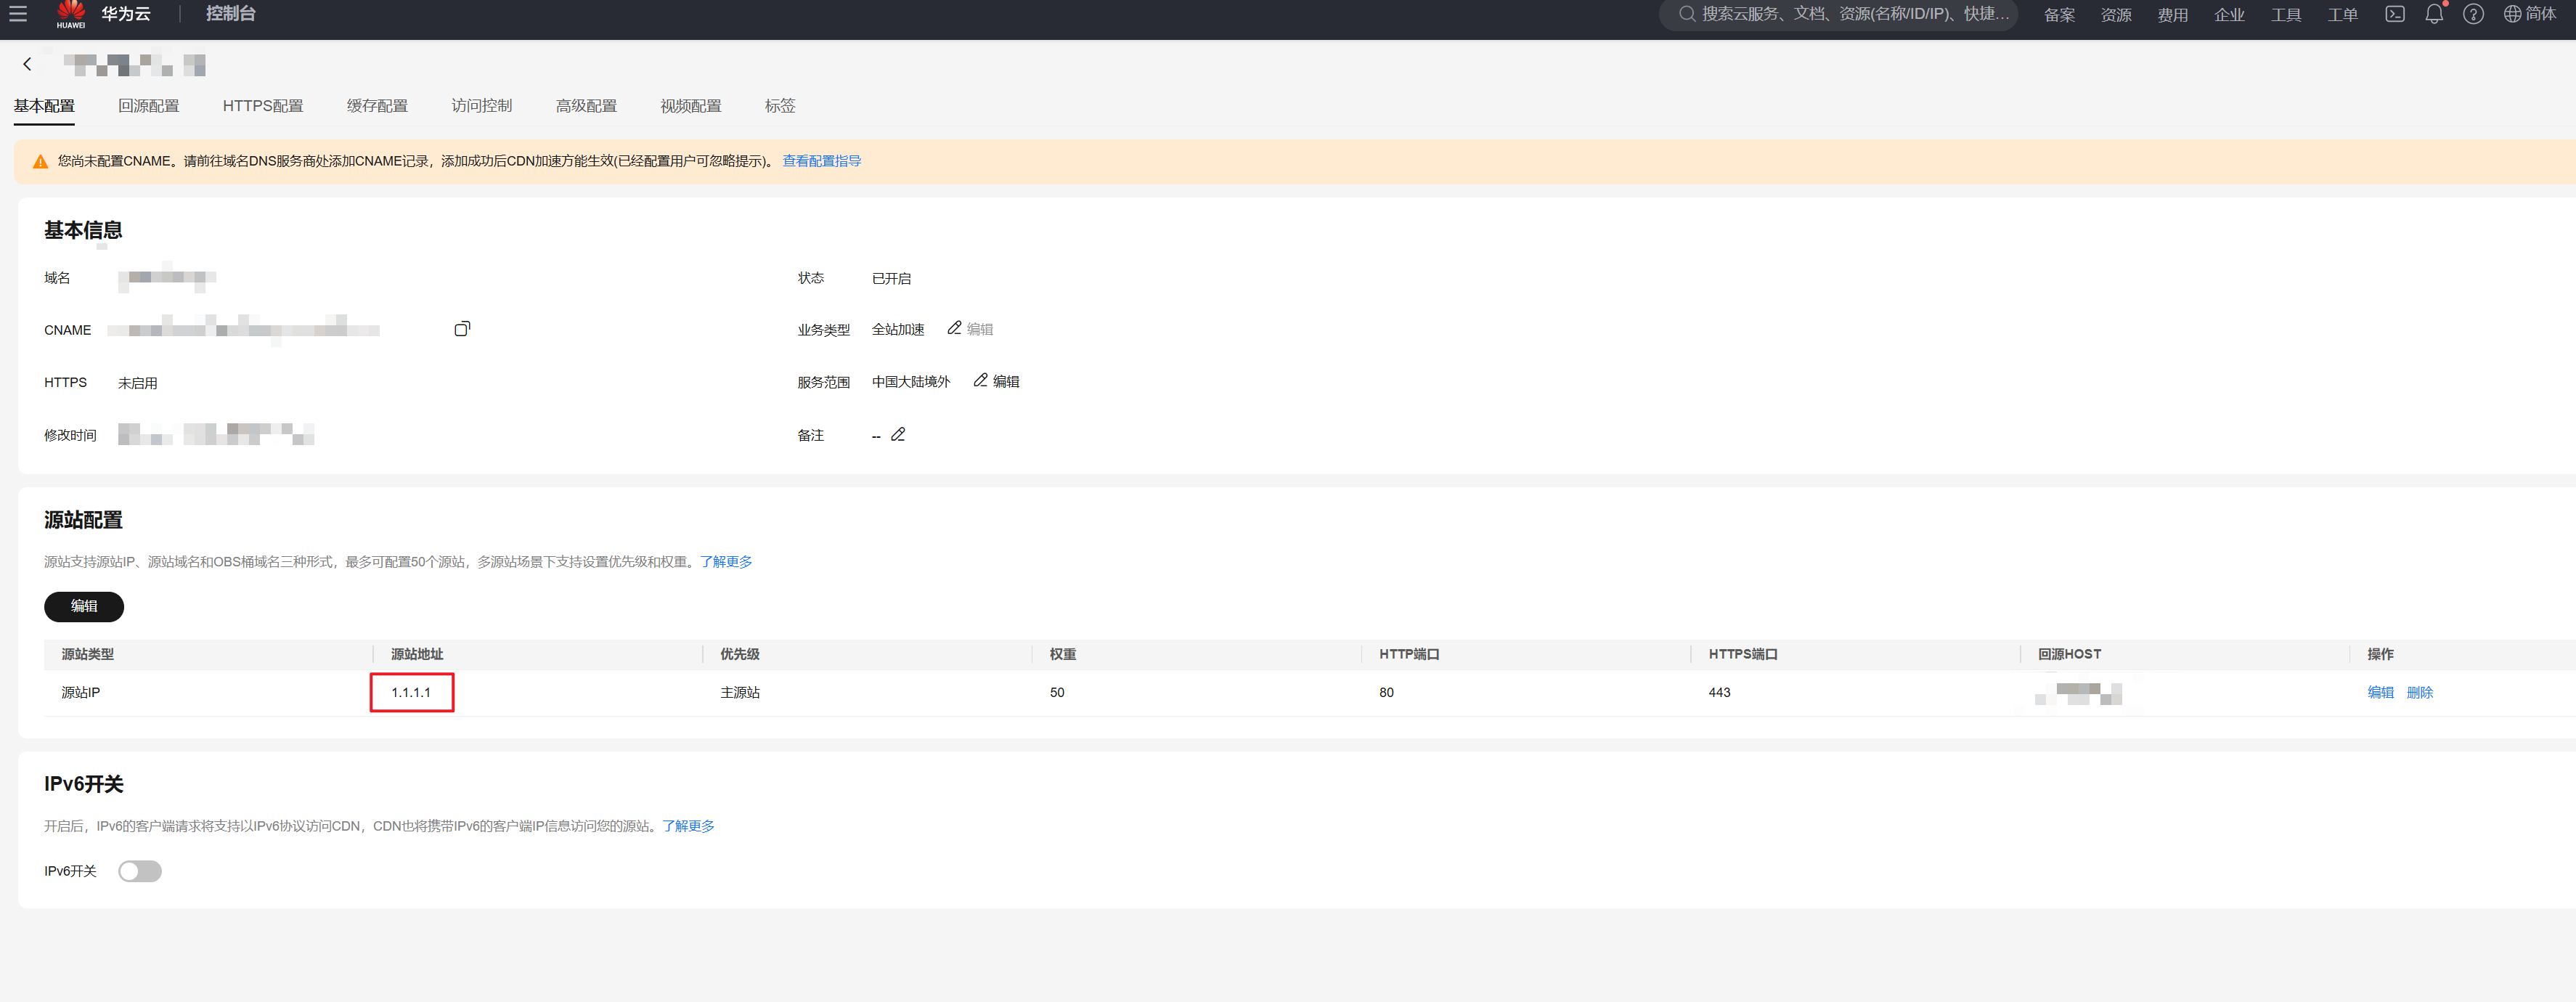 HUAWEI 华为云 控制台 搜索云服务、文档、资源(名称/ID/IP)、快捷... 备案 资源 费用 企业 工具 工单 简体
基本配置 回源配置 HTTPS配置 缓存配置 访问控制 高级配置 视频配置 标签
您尚未配置CNAME。请前往域名DNS服务商处添加CNAME记录，添加成功后CDN加速方能生效(已经配置用户可忽略提示)。 查看配置指导
基本信息
域名 状态 已开启
CNAME 业务类型 全站加速 编辑
HTTPS 未启用 服务范围 中国大陆境外 编辑
修改时间 备注 --
源站配置
源站支持源站IP、源站域名和OBS桶域名三种形式，最多可配置50个源站，多源站场景下支持设置优先级和权重。了解更多
编辑
源站类型 源站地址 优先级 权重 HTTP端口 HTTPS端口 回源HOST 操作
源站IP 1.1.1.1 主源站 50 80 443 编辑 删除
IPv6开关
开启后，IPv6的客户端请求将支持以IPv6协议访问CDN，CDN也将携带IPv6的客户端IP信息访问您的源站。了解更多
IPv6开关